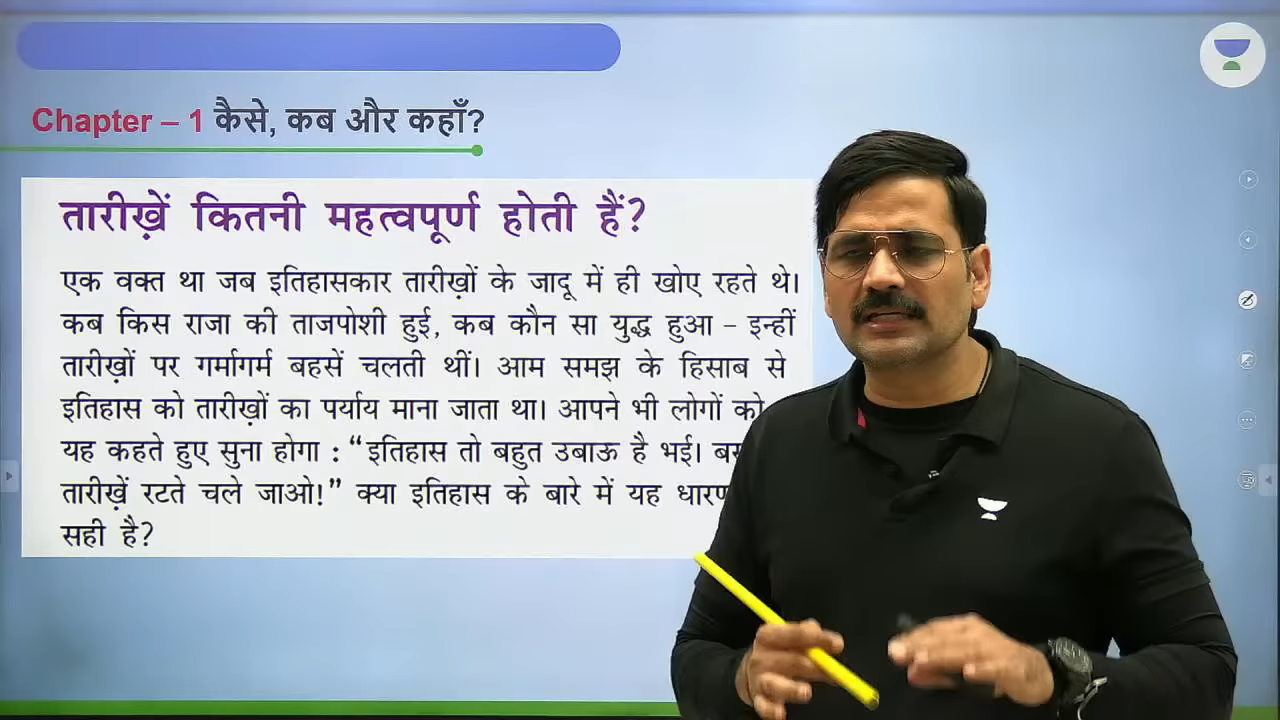 Chapter – 1 कैसे, कब और कहाँ?
तारीख़ें कितनी महत्वपूर्ण होती हैं?
एक वक्त था जब इतिहासकार तारीख़ों के जादू में ही खोए रहते थे।
कब किस राजा की ताजपोशी हुई, कब कौन सा युद्ध हुआ – इन्हीं
तारीख़ों पर गर्मागर्म बहसें चलती थीं। आम समझ के हिसाब से
इतिहास को तारीख़ों का पर्याय माना जाता था। आपने भी लोगों को
यह कहते हुए सुना होगा : “इतिहास तो बहुत उबाऊ है भई।
तारीख़ें रटते चले जाओ!” क्या इतिहास के बारे में यह
सही है?